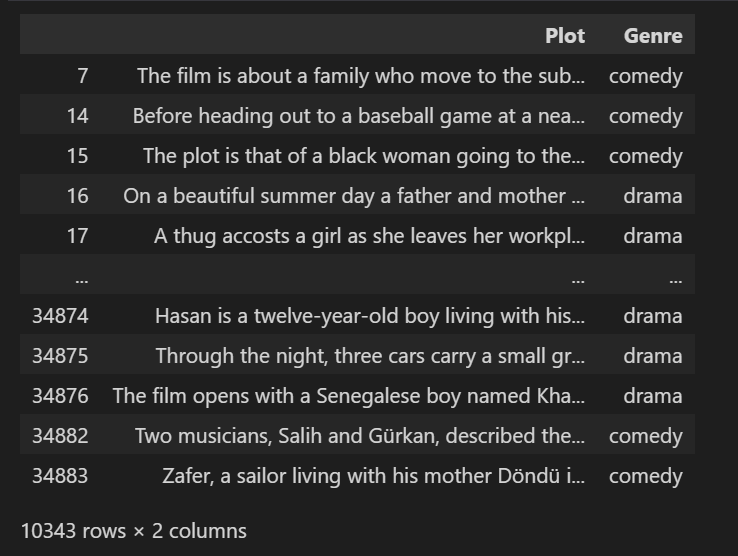 Plot Genre
7 The film is about a family who move to the sub... comedy
14 Before heading out to a baseball game at a nea... comedy
15 The plot is that of a black woman going to the... comedy
16 On a beautiful summer day a father and mother ... drama
17 A thug accosts a girl as she leaves her workpl... drama
... ... ...
34874 Hasan is a twelve-year-old boy living with his... drama
34875 Through the night, three cars carry a small gr... drama
34876 The film opens with a Senegalese boy named Kha... drama
34882 Two musicians, Salih and Gürkan, described the... comedy
34883 Zafer, a sailor living with his mother Döndü i... comedy
10343 rows × 2 columns